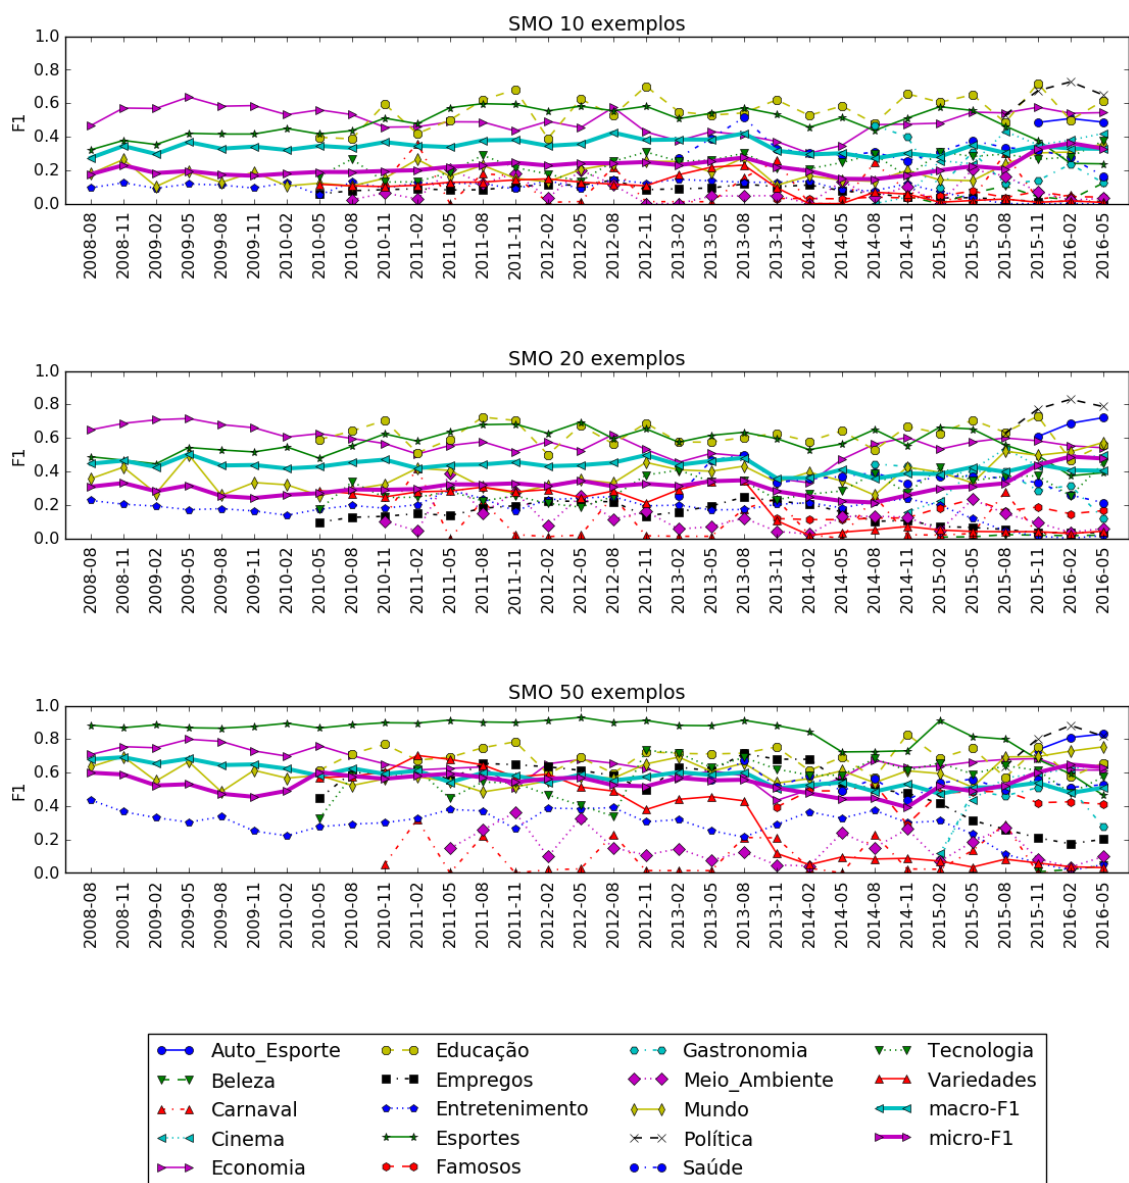 SMO 10 exemplos
F1
1.0
0.8
0.6
0.4
0.2
0.0
2008-08 2008-11 2009-02 2009-05 2009-08 2009-11 2010-02 2010-05 2010-08 2010-11 2011-02 2011-05 2011-08 2011-11 2012-02 2012-05 2012-08 2012-11 2013-02 2013-05 2013-08 2013-11 2014-02 2014-05 2014-08 2014-11 2015-02 2015-05 2015-08 2015-11 2016-02 2016-05
SMO 20 exemplos
F1
1.0
0.8
0.6
0.4
0.2
0.0
2008-08 2008-11 2009-02 2009-05 2009-08 2009-11 2010-02 2010-05 2010-08 2010-11 2011-02 2011-05 2011-08 2011-11 2012-02 2012-05 2012-08 2012-11 2013-02 2013-05 2013-08 2013-11 2014-02 2014-05 2014-08 2014-11 2015-02 2015-05 2015-08 2015-11 2016-02 2016-05
SMO 50 exemplos
F1
1.0
0.8
0.6
0.4
0.2
0.0
2008-08 2008-11 2009-02 2009-05 2009-08 2009-11 2010-02 2010-05 2010-08 2010-11 2011-02 2011-05 2011-08 2011-11 2012-02 2012-05 2012-08 2012-11 2013-02 2013-05 2013-08 2013-11 2014-02 2014-05 2014-08 2014-11 2015-02 2015-05 2015-08 2015-11 2016-02 2016-05
Auto_Esporte
Beleza
Carnaval
Cinema
Economia
Educação
Empregos
Entretenimento
Esportes
Famosos
Gastronomia
Meio_Ambiente
Mundo
Política
Saúde
Tecnologia
Variedades
macro-F1
micro-F1